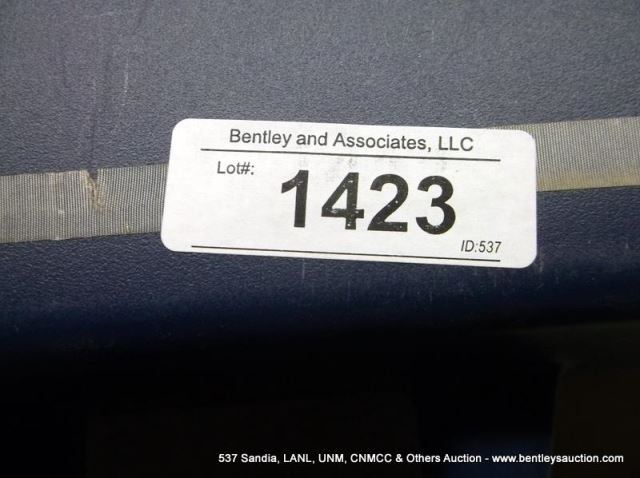 Bentley and Associates, LLC
Lot#:
1423
ID:537
537 Sandia, LANL, UNM, CNMCC & Others Auction - www.bentleysauction.com